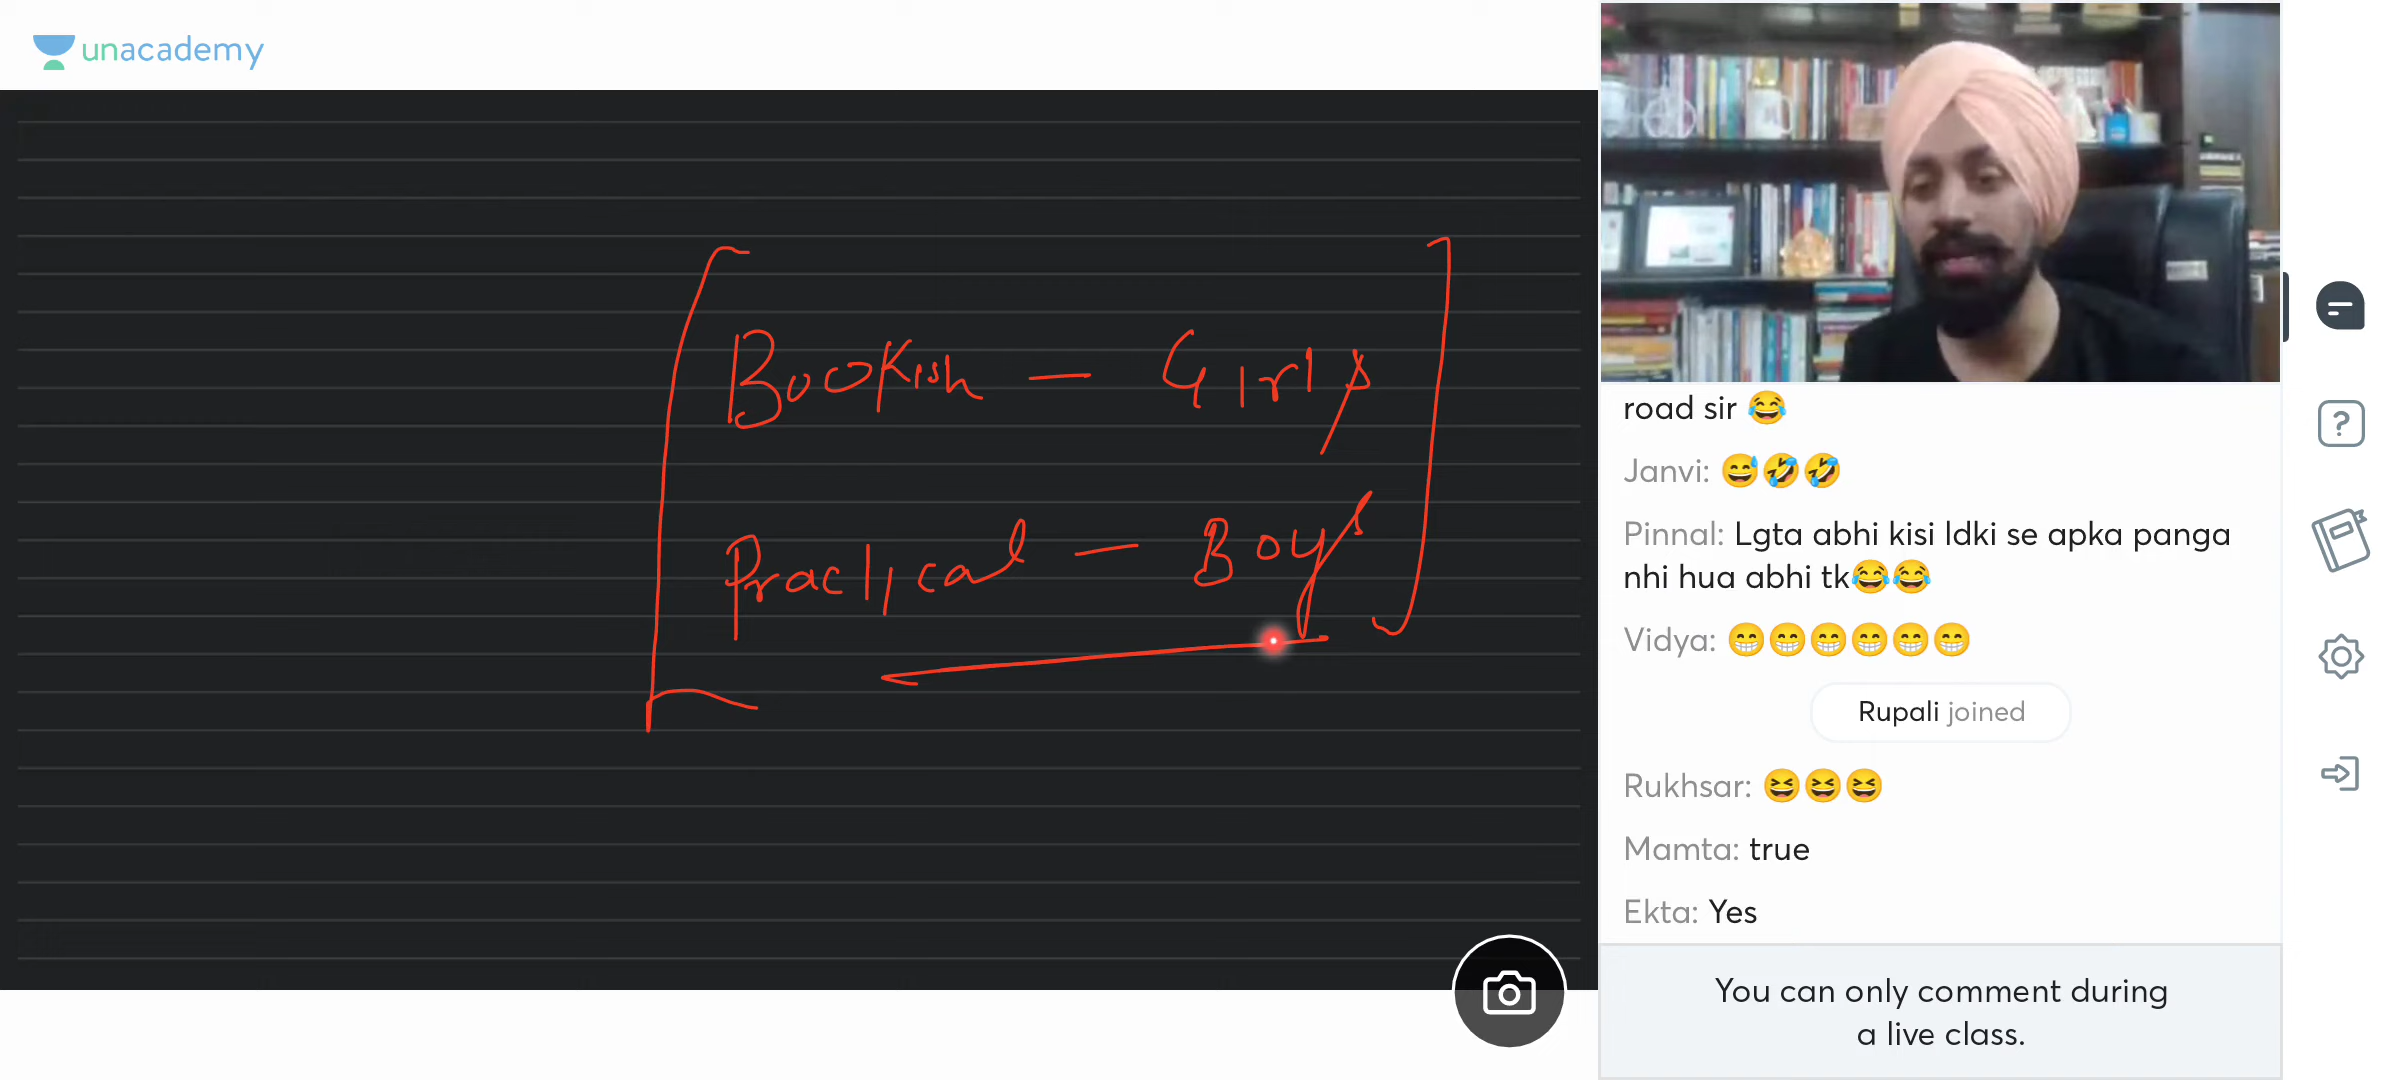 unacademy
Bookish — Girls
Practical — Boys
road sir 😂
Janvi: 😅🤣🤣
Pinnal: Lgta abhi kisi ldki se apka panga
nhi hua abhi tk😂😂
Vidya: 😁😁😁😁😁😁
Rupali joined
Rukhsar: 😆😆😆
Mamta: true
Ekta: Yes
You can only comment during
a live class.